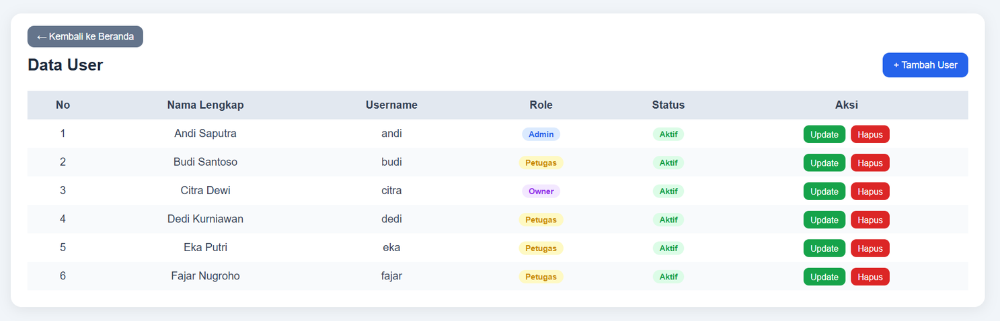 ← Kembali ke Beranda
Data User
+ Tambah User
No Nama Lengkap Username Role Status Aksi
1 Andi Saputra andi Admin Aktif Update Hapus
2 Budi Santoso budi Petugas Aktif Update Hapus
3 Citra Dewi citra Owner Aktif Update Hapus
4 Dedi Kurniawan dedi Petugas Aktif Update Hapus
5 Eka Putri eka Petugas Aktif Update Hapus
6 Fajar Nugroho fajar Petugas Aktif Update Hapus